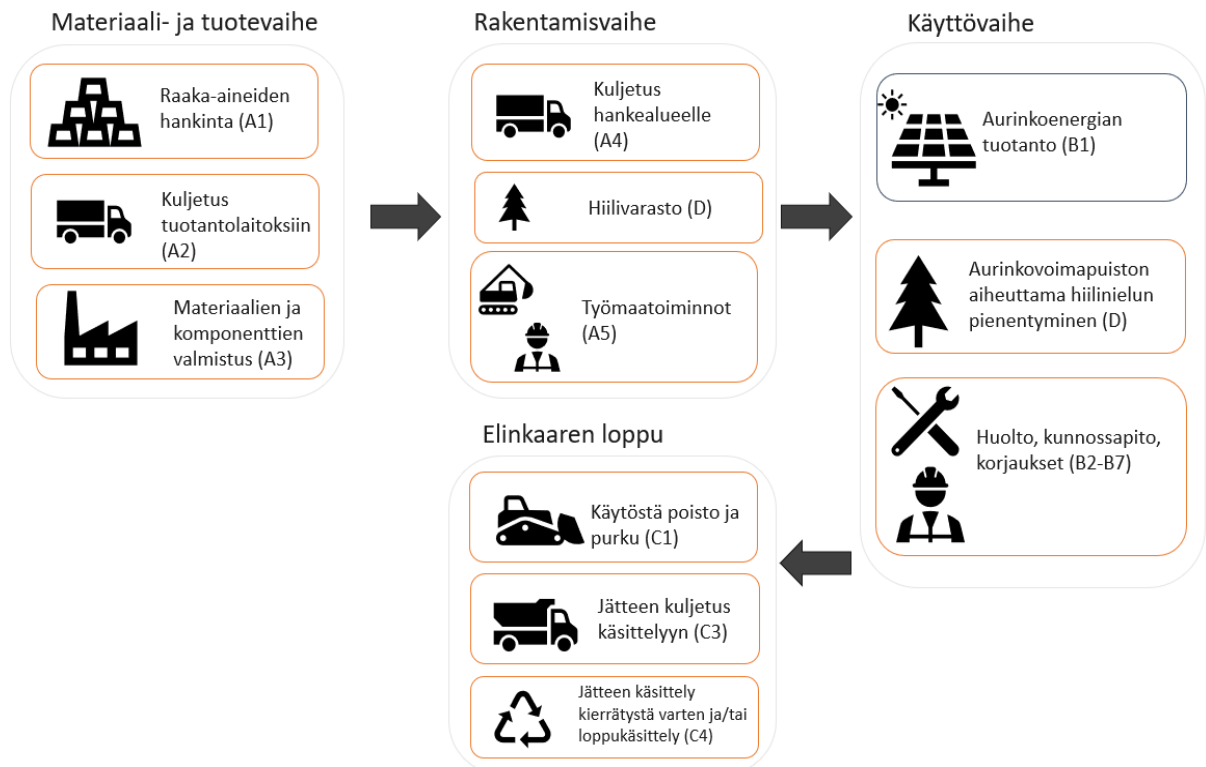 Materiaali- ja tuotevaihe
Raaka-aineiden
hankinta (A1)
Kuljetus
tuotantolaitoksiin
(A2)
Materiaalien ja
komponenttien
valmistus (A3)
Rakentamisvaihe
Kuljetus
hankealueelle
(A4)
Hiilivarasto (D)
Työmaatoiminnot
(A5)
Käyttövaihe
Aurinkoenergian
tuotanto (B1)
Aurinkovoimapuiston
aiheuttama hiilinielun
pienentyminen (D)
Huolto, kunnossapito,
korjaukset (B2-B7)
Elinkaaren loppu
Käytöstä poisto ja
purku (C1)
Jätteen kuljetus
käsittelyyn (C3)
Jätteen käsittely
kierrätystä varten ja/tai
loppukäsittely (C4)